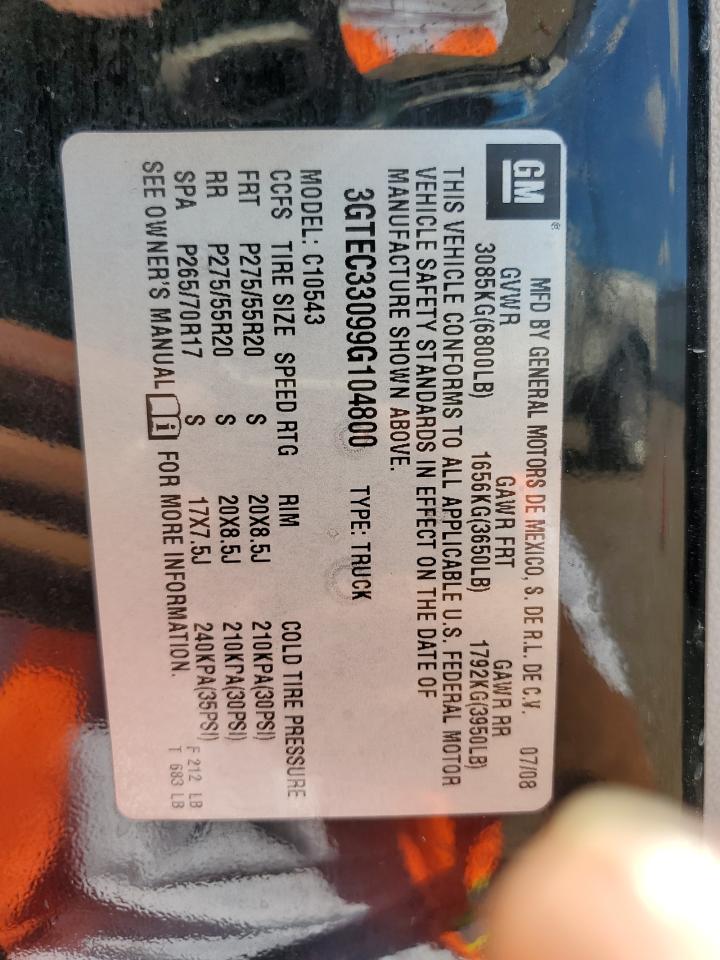 GM®
MFD BY GENERAL MOTORS DE MEXICO, S. DE R.L. DE C.V. 07/08
GVWR GAWR FRT GAWR RR
3085KG(6800LB) 1656KG(3650LB) 1792KG(3950LB)
THIS VEHICLE CONFORMS TO ALL APPLICABLE U.S. FEDERAL MOTOR
VEHICLE SAFETY STANDARDS IN EFFECT ON THE DATE OF
MANUFACTURE SHOWN ABOVE.
3GTEC33099G104800 TYPE: TRUCK
MODEL: C10543
CCFS TIRE SIZE SPEED RTG RIM COLD TIRE PRESSURE
FRT P275/55R20 S 20X8.5J 210KPA(30PSI)
RR P275/55R20 S 20X8.5J 210KPA(30PSI)
SPA P265/70R17 S 17X7.5J 240KPA(35PSI)
F 212 LB
SEE OWNER'S MANUAL i FOR MORE INFORMATION.
T 683 LB